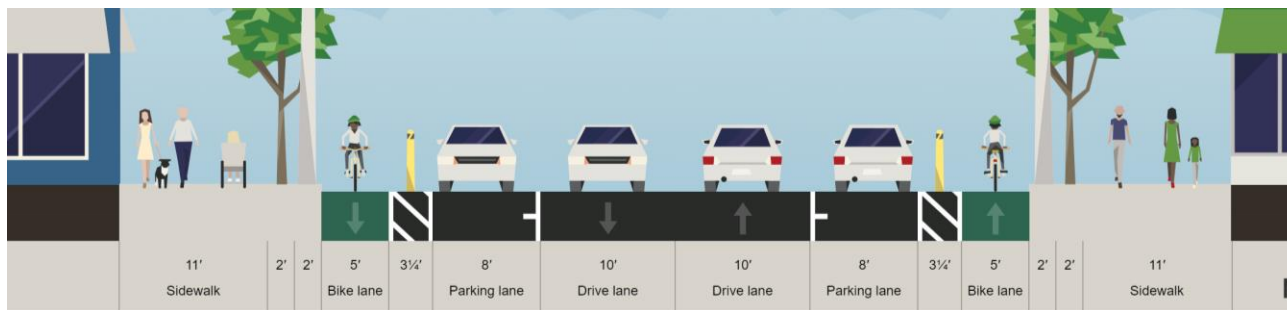 11′ 2′ 2′ 5′ 3¼′ 8′ 10′ 10′ 8′ 3¼′ 5′ 2′ 2′ 11′
Sidewalk Bike lane Parking lane Drive lane Drive lane Parking lane Bike lane Sidewalk